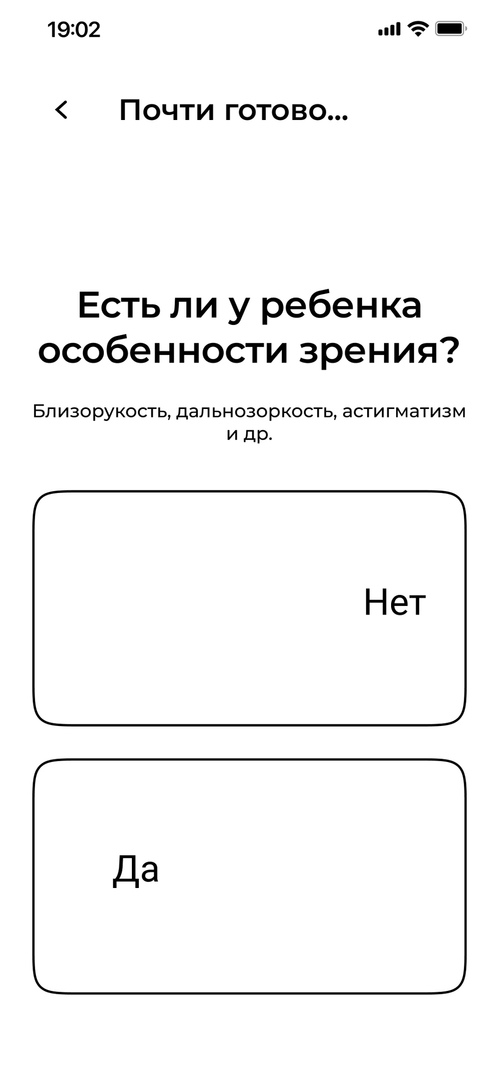 19:02
Почти готово...
Есть ли у ребенка
особенности зрения?
Близорукость, дальнозоркость, астигматизм
и др.
Нет
Да